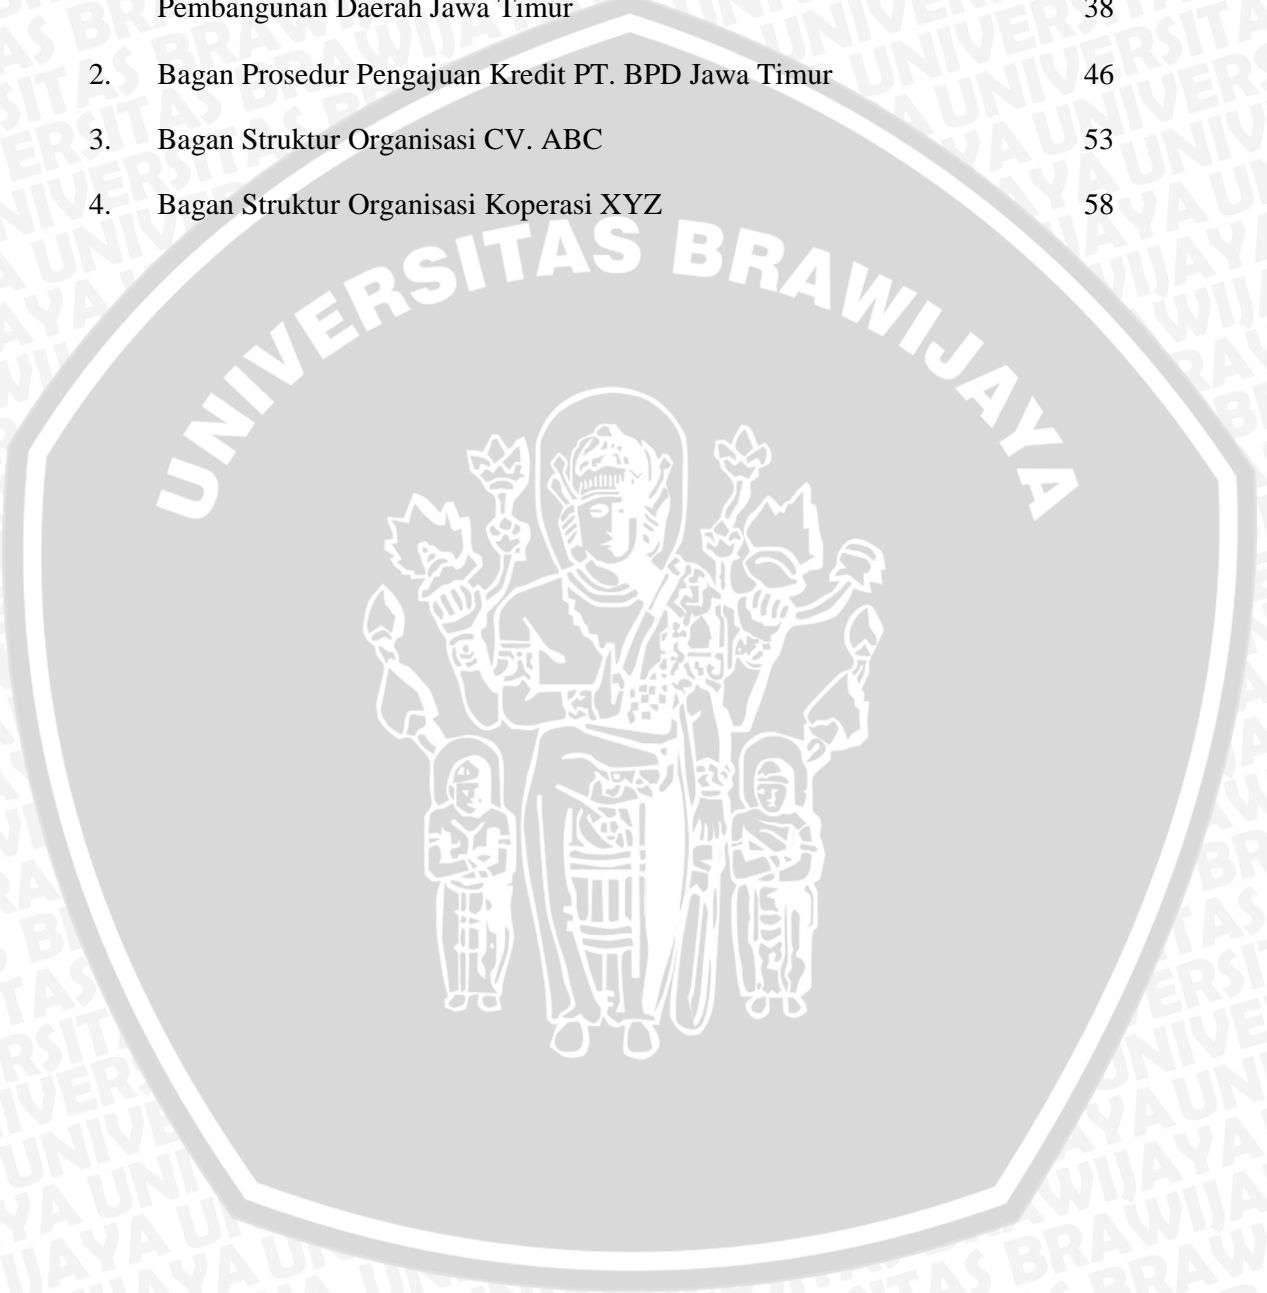 Pembangunan Daerah Jawa Timur 38
2. Bagan Prosedur Pengajuan Kredit PT. BPD Jawa Timur 46
3. Bagan Struktur Organisasi CV. ABC 53
4. Bagan Struktur Organisasi Koperasi XYZ 58
UNIVERSITAS BRAWIJAYA